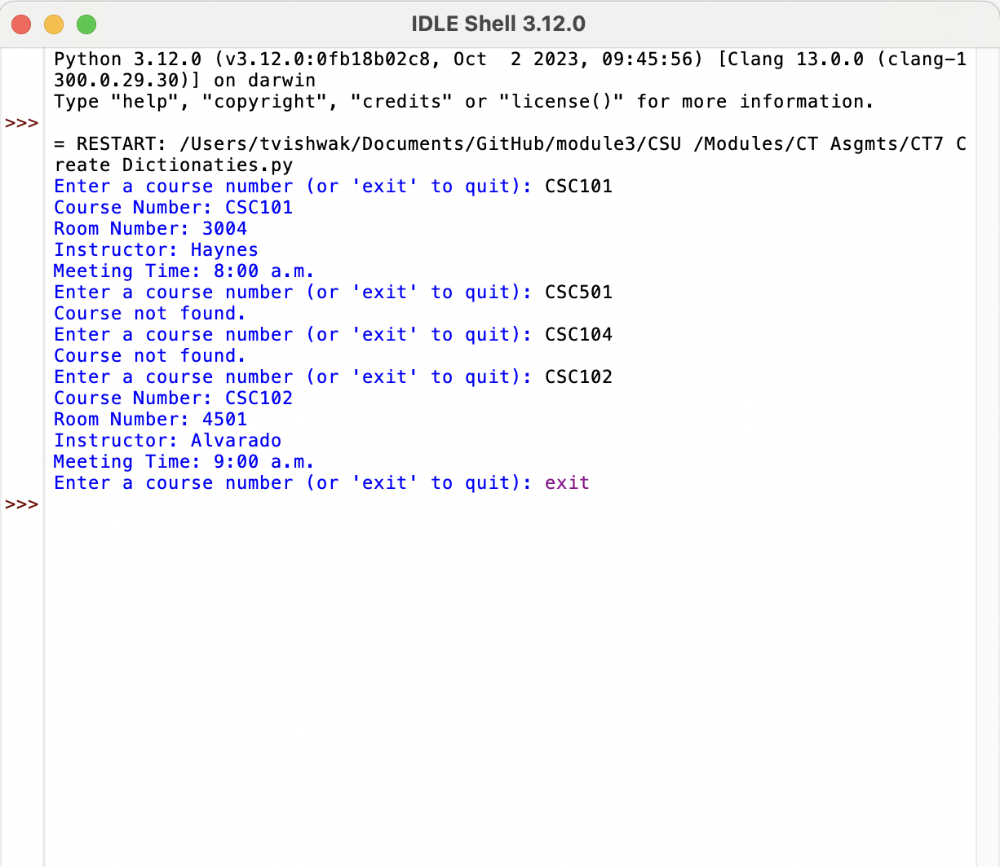 IDLE Shell 3.12.0
Python 3.12.0 (v3.12.0:0fb18b02c8, Oct  2 2023, 09:45:56) [Clang 13.0.0 (clang-1
300.0.29.30)] on darwin
Type "help", "copyright", "credits" or "license()" for more information.
>>>
= RESTART: /Users/tvishwak/Documents/GitHub/module3/CSU /Modules/CT Asgmts/CT7 C
reate Dictionaties.py
Enter a course number (or 'exit' to quit): CSC101
Course Number: CSC101
Room Number: 3004
Instructor: Haynes
Meeting Time: 8:00 a.m.
Enter a course number (or 'exit' to quit): CSC501
Course not found.
Enter a course number (or 'exit' to quit): CSC104
Course not found.
Enter a course number (or 'exit' to quit): CSC102
Course Number: CSC102
Room Number: 4501
Instructor: Alvarado
Meeting Time: 9:00 a.m.
Enter a course number (or 'exit' to quit): exit
>>>